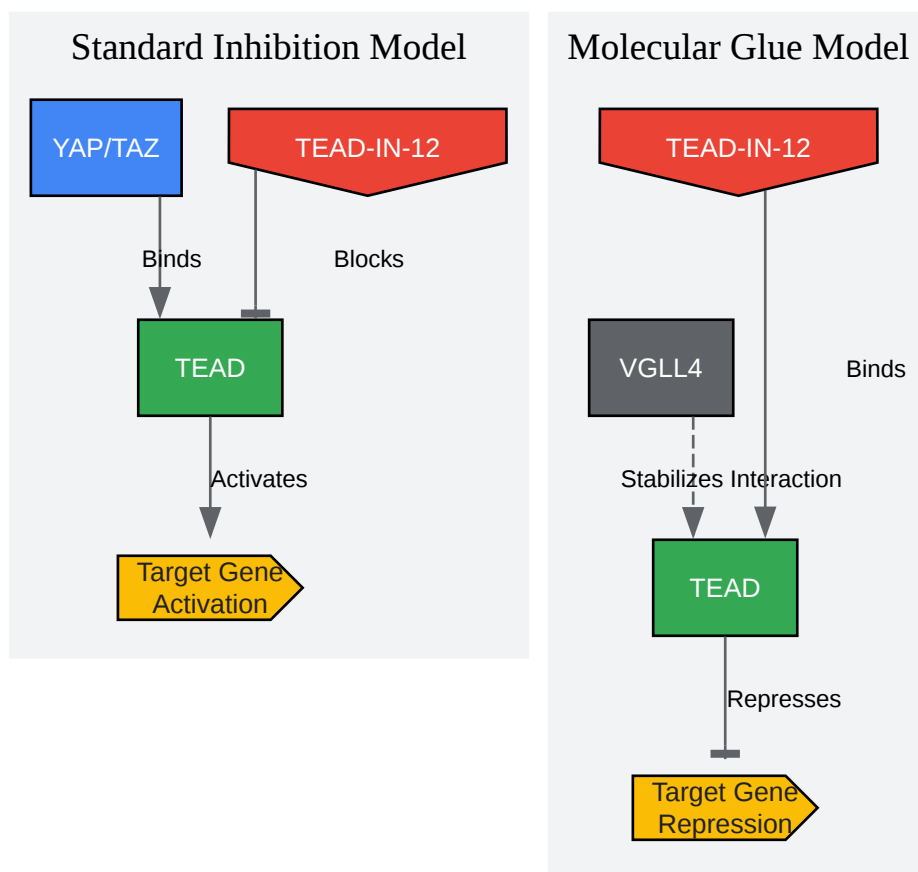 Standard Inhibition Model
YAP/TAZ
TEAD-IN-12
Binds
Blocks
TEAD
Activates
Target Gene
Activation
Molecular Glue Model
TEAD-IN-12
VGLL4
Binds
Stabilizes Interaction
TEAD
Represses
Target Gene
Repression